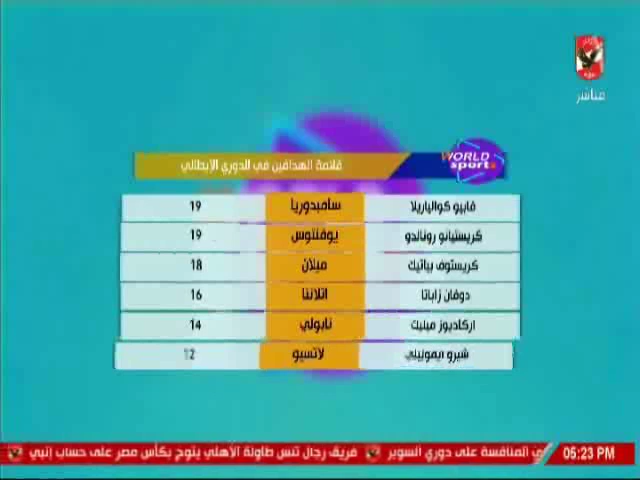 مباشر
WORLD
sports
قائمة الهدافين في الدوري الإيطالي
فابيو كوالياريلا سامبدوريا 19
كريستيانو رونالدو يوفنتوس 19
كريستوف بياتيك ميلان 18
دوفان زاباتا اتلانتا 16
اركاديوز ميليك نابولي 14
شيرو ايموبيلي لاتسيو 12
05:23 PM ي المنافسة على دوري السوبر فريق رجال تنس طاولة الأهلي يتوج بكأس مصر على حساب إنبي